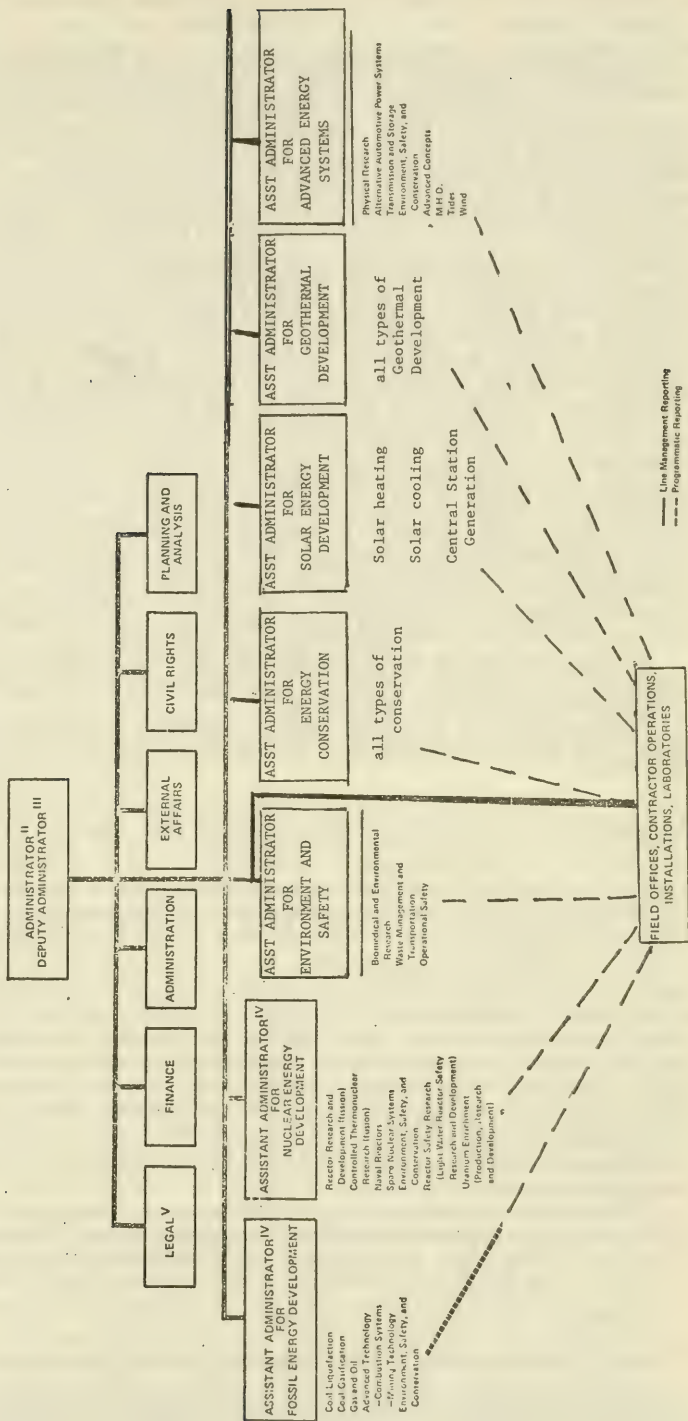 ADMINISTRATOR II
DEPUTY ADMINISTRATOR III
LEGAL V
FINANCE
ADMINISTRATION
EXTERNAL
AFFAIRS
CIVIL RIGHTS
PLANNING AND
ANALYSIS
ASSISTANT ADMINISTRATOR IV
FOR
FOSSIL ENERGY DEVELOPMENT
Coal Liquefaction
Coal Gasification
Gas and Oil
Advanced Technology
-Combustion Systems
-Mining Technology
Environment, Safety, and
Conservation
ASSISTANT ADMINISTRATOR IV
FOR
NUCLEAR ENERGY
DEVELOPMENT
Reactor Research and
Development (fission)
Controlled Thermonuclear
Research (fusion)
Naval Reactors
Space Nuclear Systems
Environment, Safety, and
Conservation
Reactor Safety Research
(Light Water Reactor Safety
Research and Development)
Uranium Enrichment
(Production, Research
and Development)
ASST ADMINISTRATOR
FOR
ENVIRONMENT AND
SAFETY
Biomedical and Environmental
Research
Waste Management and
Transportation
Operational Safety
ASST ADMINISTRATOR
FOR
ENERGY
CONSERVATION
all types of
conservation
ASST ADMINISTRATOR
FOR
SOLAR ENERGY
DEVELOPMENT
Solar heating
Solar cooling
Central Station
Generation
ASST ADMINISTRATOR
FOR
GEOTHERMAL
DEVELOPMENT
all types of
Geothermal
Development
ASST ADMINISTRATOR
FOR
ADVANCED ENERGY
SYSTEMS
Physical Research
Alternative Automotive Power Systems
Transmission and Storage
Environment, Safety, and
Conservation
Advanced Concepts
M.H.D.
Tides
Wind
FIELD OFFICES, CONTRACTOR OPERATIONS,
INSTALLATIONS, LABORATORIES
Line Management Reporting
Programmatic Reporting